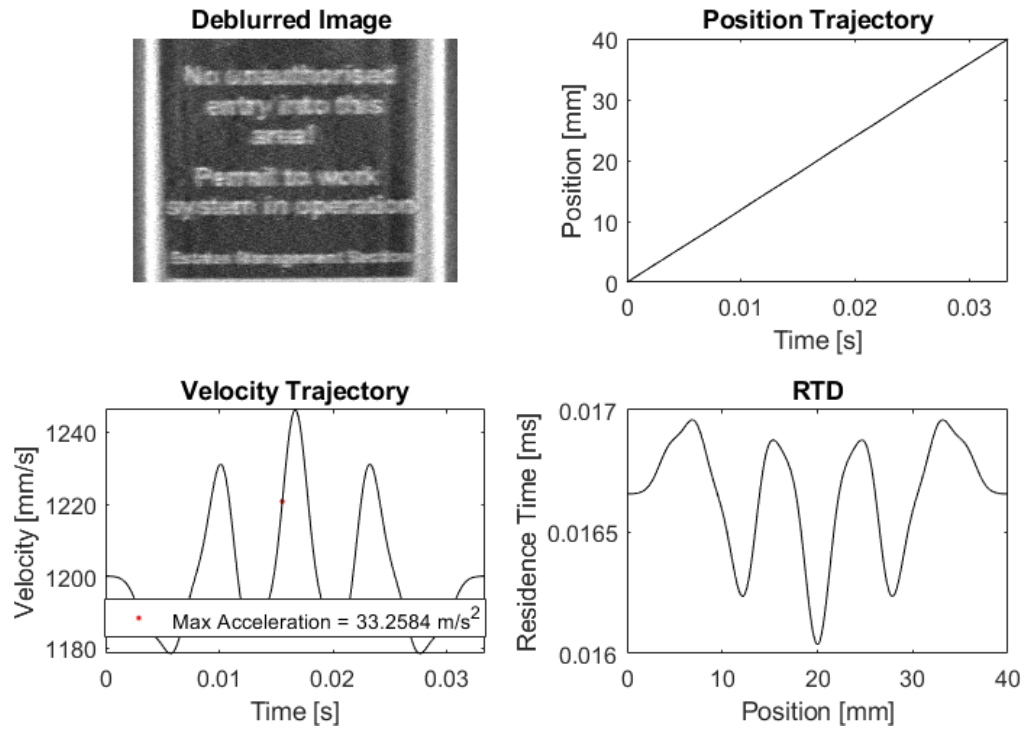 Deblurred Image
No unauthorised
entry into this
area!
Permit to work
system in operation
Position Trajectory
40
30
20
10
0
Position [mm]
0 0.01 0.02 0.03
Time [s]
Velocity Trajectory
1240
1220
1200
1180
Velocity [mm/s]
Max Acceleration = 33.2584 m/s²
0 0.01 0.02 0.03
Time [s]
RTD
0.017
0.0165
0.016
Residence Time [ms]
0 10 20 30 40
Position [mm]